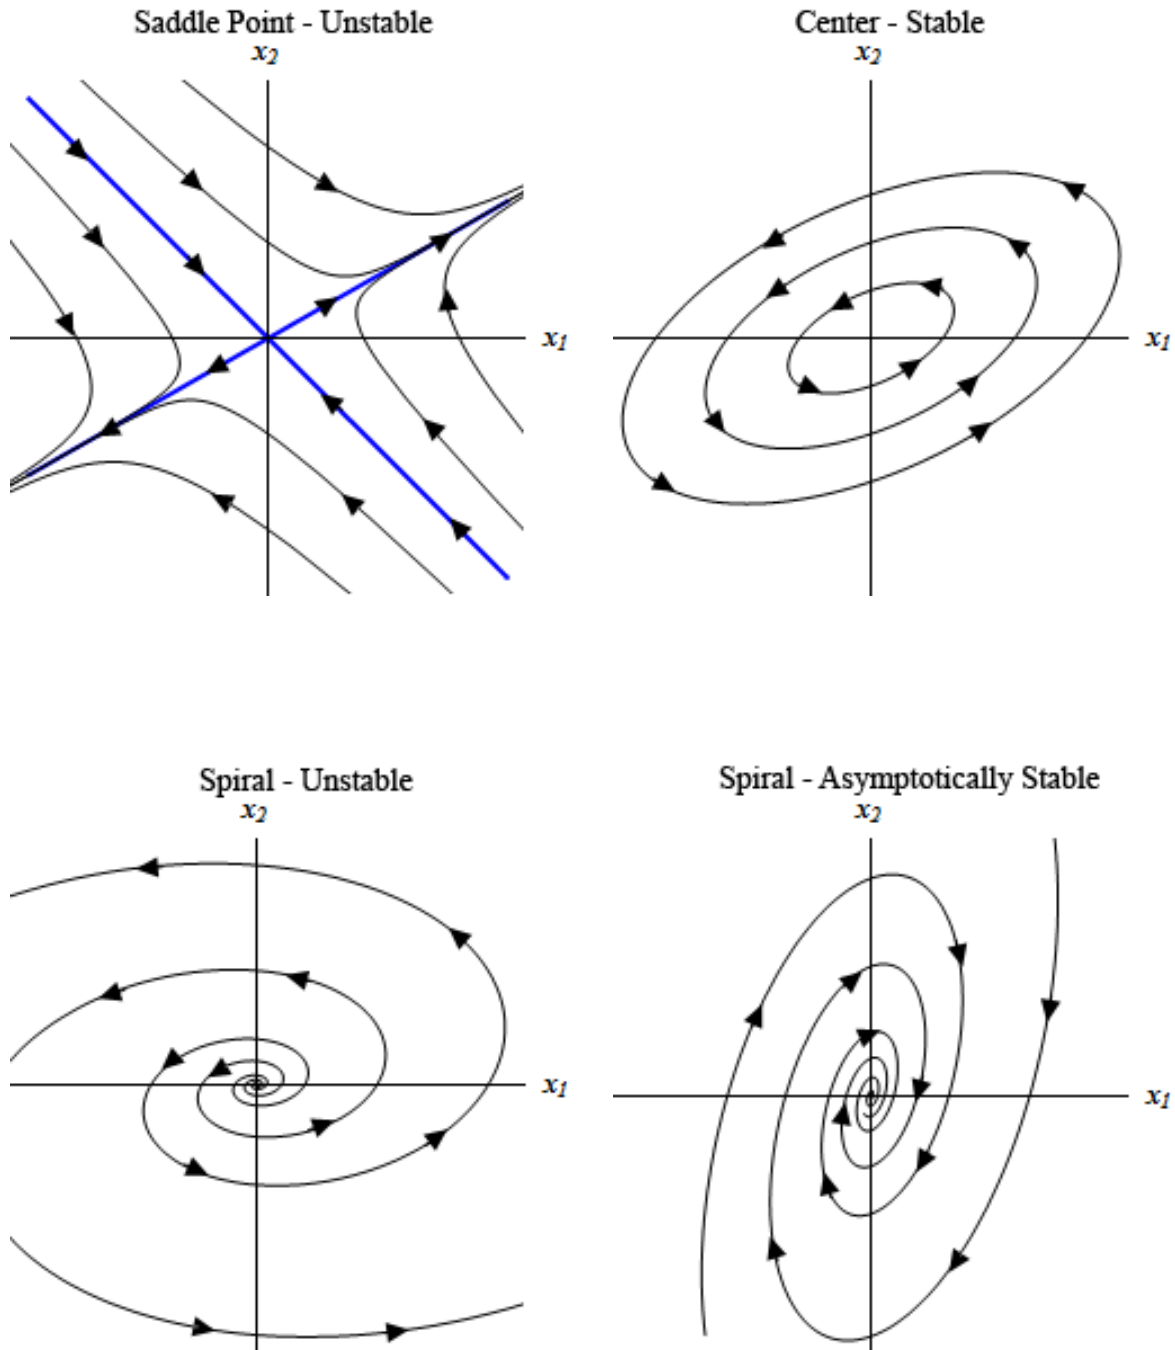 Saddle Point - Unstable
x2
x1
Center - Stable
x2
x1
Spiral - Unstable
x2
x1
Spiral - Asymptotically Stable
x2
x1